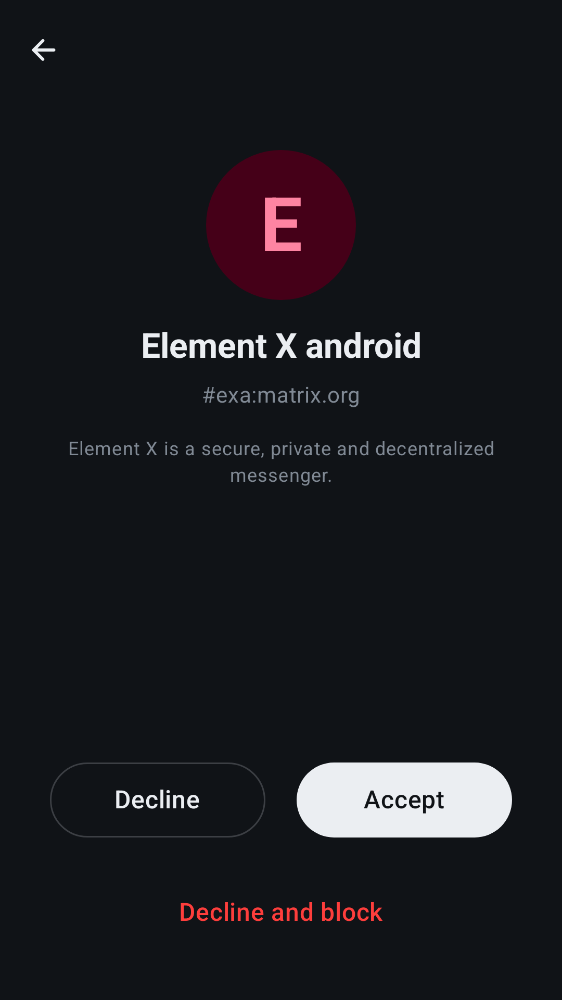 E
Element X android
#exa:matrix.org
Element X is a secure, private and decentralized
messenger.
Decline
Accept
Decline and block